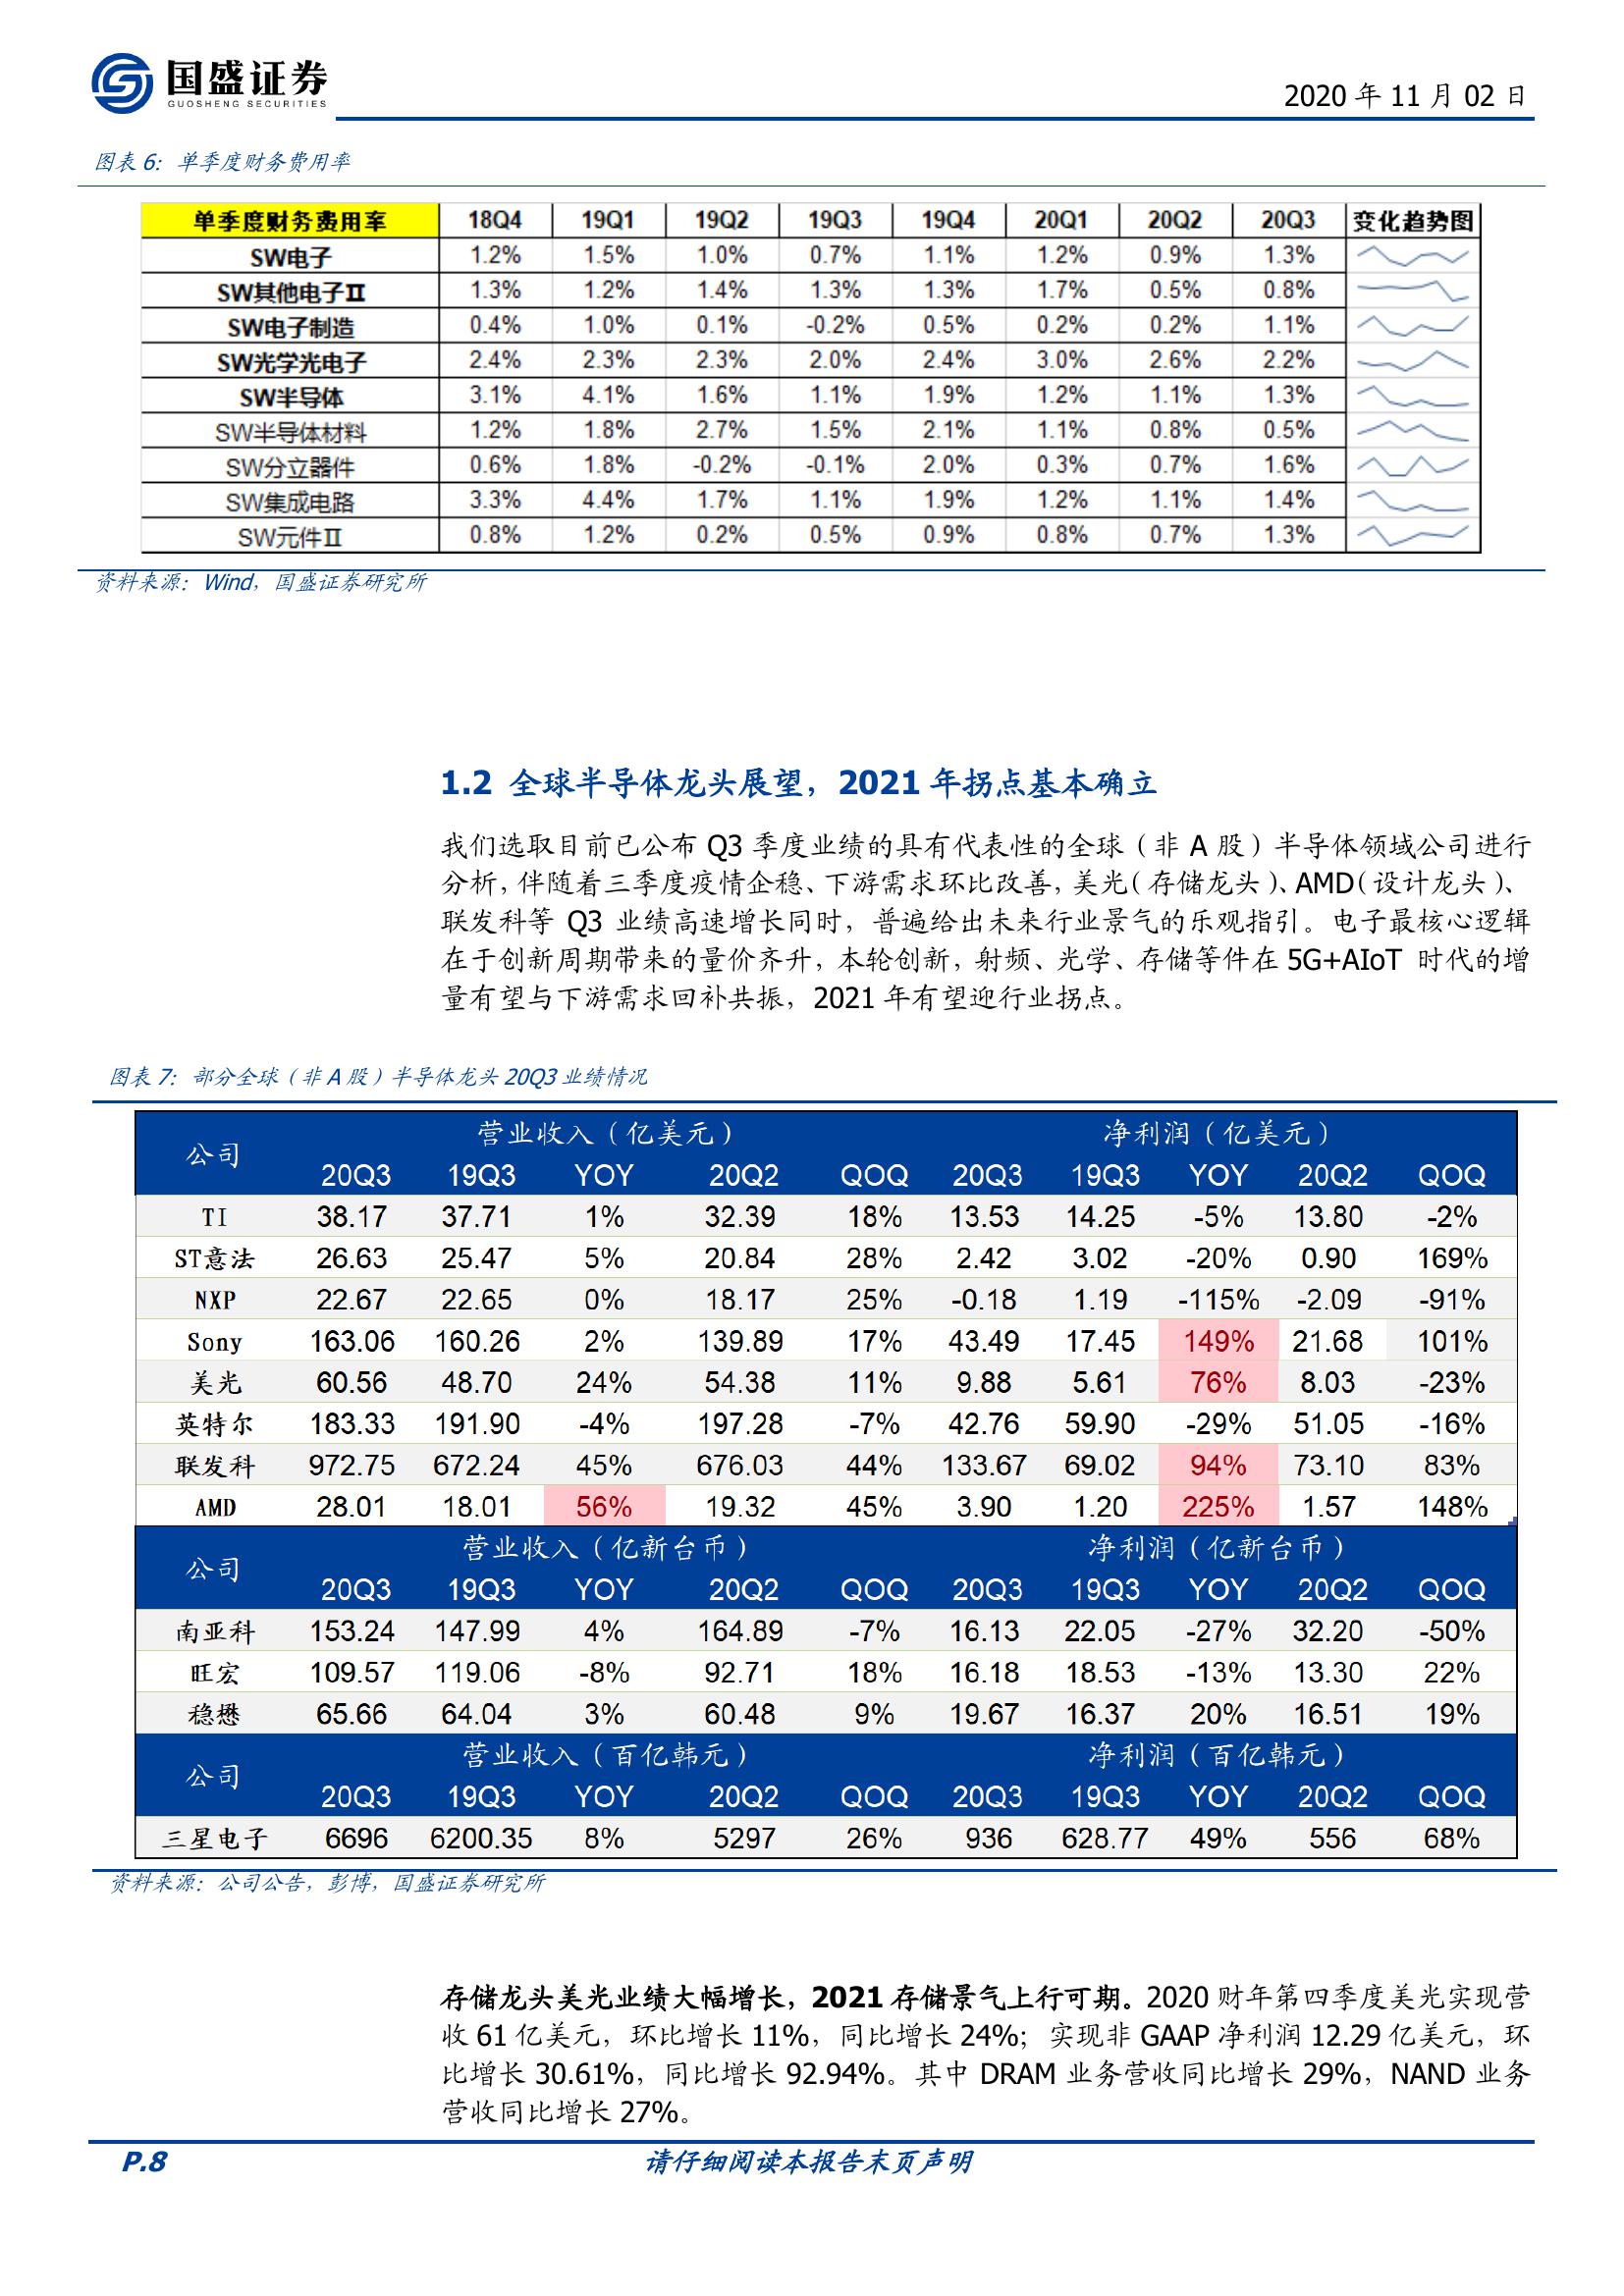 国盛证券
GUOSHENG SECURITIES
2020 年 11 月 02 日
图表 6: 单季度财务费用率
单季度财务费用率 18Q4 19Q1 19Q2 19Q3 19Q4 20Q1 20Q2 20Q3 变化趋势图
SW电子 1.2% 1.5% 1.0% 0.7% 1.1% 1.2% 0.9% 1.3%
SW其他电子Ⅱ 1.3% 1.2% 1.4% 1.3% 1.3% 1.7% 0.5% 0.8%
SW电子制造 0.4% 1.0% 0.1% -0.2% 0.5% 0.2% 0.2% 1.1%
SW光学光电子 2.4% 2.3% 2.3% 2.0% 2.4% 3.0% 2.6% 2.2%
SW半导体 3.1% 4.1% 1.6% 1.1% 1.9% 1.2% 1.1% 1.3%
SW半导体材料 1.2% 1.8% 2.7% 1.5% 2.1% 1.1% 0.8% 0.5%
SW分立器件 0.6% 1.8% -0.2% -0.1% 2.0% 0.3% 0.7% 1.6%
SW集成电路 3.3% 4.4% 1.7% 1.1% 1.9% 1.2% 1.1% 1.4%
SW元件Ⅱ 0.8% 1.2% 0.2% 0.5% 0.9% 0.8% 0.7% 1.3%
资料来源：Wind，国盛证券研究所
1.2 全球半导体龙头展望，2021 年拐点基本确立
我们选取目前已公布 Q3 季度业绩的具有代表性的全球（非 A 股）半导体领域公司进行
分析，伴随着三季度疫情企稳、下游需求环比改善，美光（存储龙头）、AMD（设计龙头）、
联发科等 Q3 业绩高速增长同时，普遍给出未来行业景气的乐观指引。电子最核心逻辑
在于创新周期带来的量价齐升，本轮创新，射频、光学、存储等件在 5G+AIoT 时代的增
量有望与下游需求回补共振，2021 年有望迎行业拐点。
图表 7: 部分全球（非 A 股）半导体龙头 20Q3 业绩情况
公司 营业收入（亿美元） 净利润（亿美元）
20Q3 19Q3 YOY 20Q2 QOQ 20Q3 19Q3 YOY 20Q2 QOQ
TI 38.17 37.71 1% 32.39 18% 13.53 14.25 -5% 13.80 -2%
ST意法 26.63 25.47 5% 20.84 28% 2.42 3.02 -20% 0.90 169%
NXP 22.67 22.65 0% 18.17 25% -0.18 1.19 -115% -2.09 -91%
Sony 163.06 160.26 2% 139.89 17% 43.49 17.45 149% 21.68 101%
美光 60.56 48.70 24% 54.38 11% 9.88 5.61 76% 8.03 -23%
英特尔 183.33 191.90 -4% 197.28 -7% 42.76 59.90 -29% 51.05 -16%
联发科 972.75 672.24 45% 676.03 44% 133.67 69.02 94% 73.10 83%
AMD 28.01 18.01 56% 19.32 45% 3.90 1.20 225% 1.57 148%
公司 营业收入（亿新台币） 净利润（亿新台币）
20Q3 19Q3 YOY 20Q2 QOQ 20Q3 19Q3 YOY 20Q2 QOQ
南亚科 153.24 147.99 4% 164.89 -7% 16.13 22.05 -27% 32.20 -50%
旺宏 109.57 119.06 -8% 92.71 18% 16.18 18.53 -13% 13.30 22%
稳懋 65.66 64.04 3% 60.48 9% 19.67 16.37 20% 16.51 19%
公司 营业收入（百亿韩元） 净利润（百亿韩元）
20Q3 19Q3 YOY 20Q2 QOQ 20Q3 19Q3 YOY 20Q2 QOQ
三星电子 6696 6200.35 8% 5297 26% 936 628.77 49% 556 68%
资料来源：公司公告，彭博，国盛证券研究所
存储龙头美光业绩大幅增长，2021 存储景气上行可期。2020 财年第四季度美光实现营
收 61 亿美元，环比增长 11%，同比增长 24%；实现非 GAAP 净利润 12.29 亿美元，环
比增长 30.61%，同比增长 92.94%。其中 DRAM 业务营收同比增长 29%，NAND 业务
营收同比增长 27%。
P.8 请仔细阅读本报告末页声明